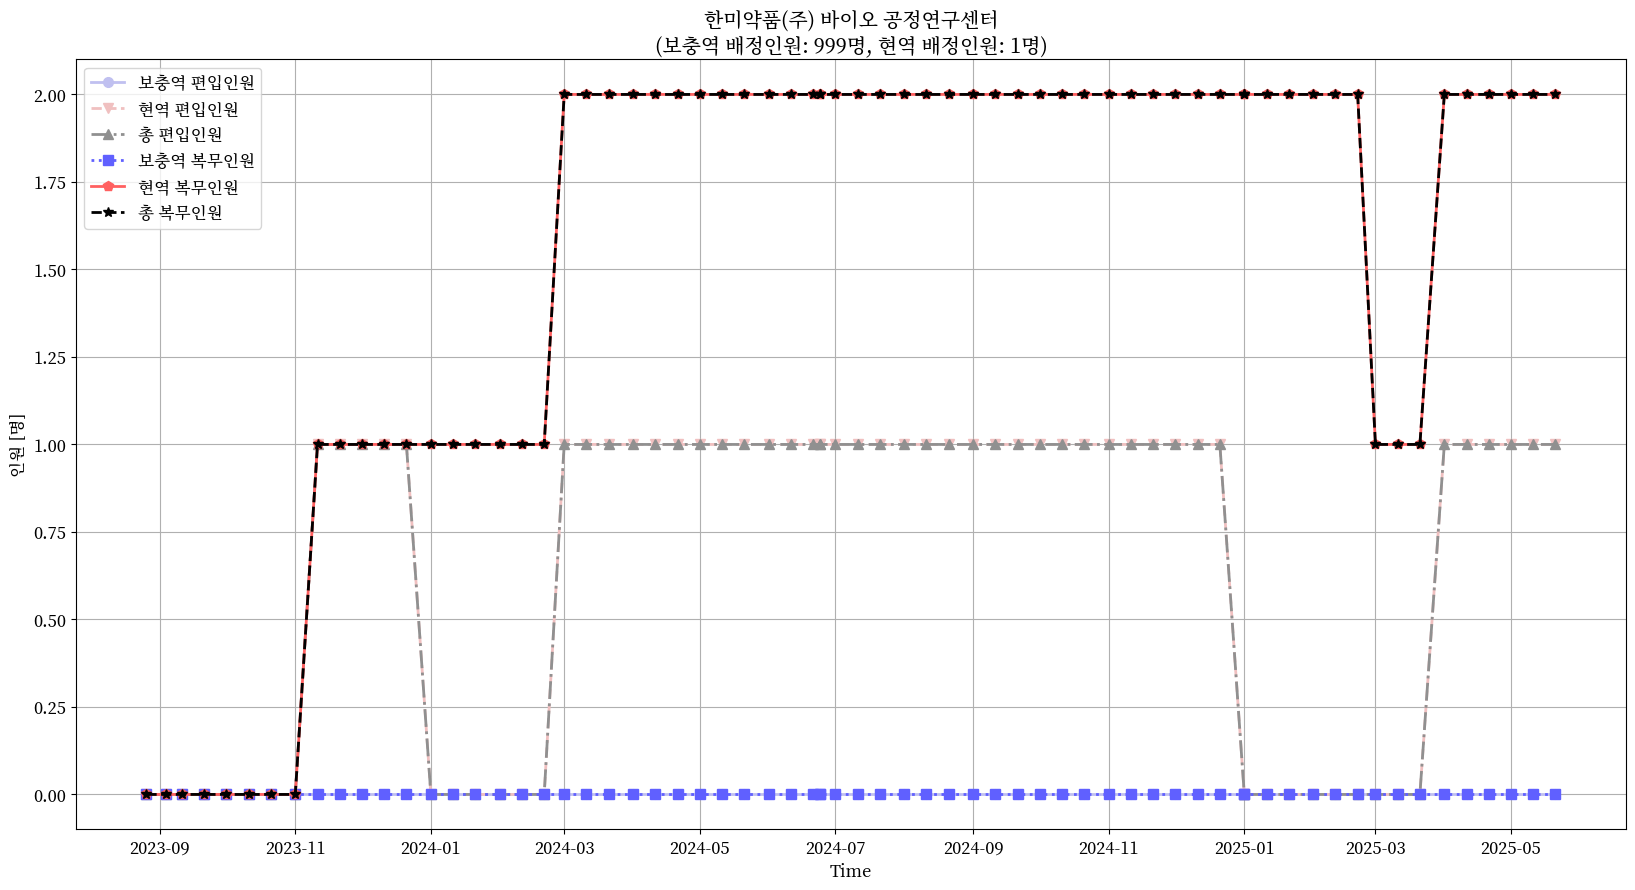 한미약품(주) 바이오 공정연구센터
(보충역 배정인원: 999명, 현역 배정인원: 1명)
보충역 편입인원
현역 편입인원
총 편입인원
보충역 복무인원
현역 복무인원
총 복무인원
인원 [명]
2.00
1.75
1.50
1.25
1.00
0.75
0.50
0.25
0.00
2023-09
2023-11
2024-01
2024-03
2024-05
2024-07
2024-09
2024-11
2025-01
2025-03
2025-05
Time